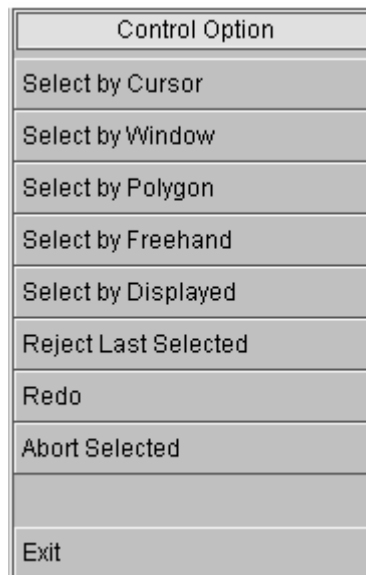 Control Option
Select by Cursor
Select by Window
Select by Polygon
Select by Freehand
Select by Displayed
Reject Last Selected
Redo
Abort Selected
Exit